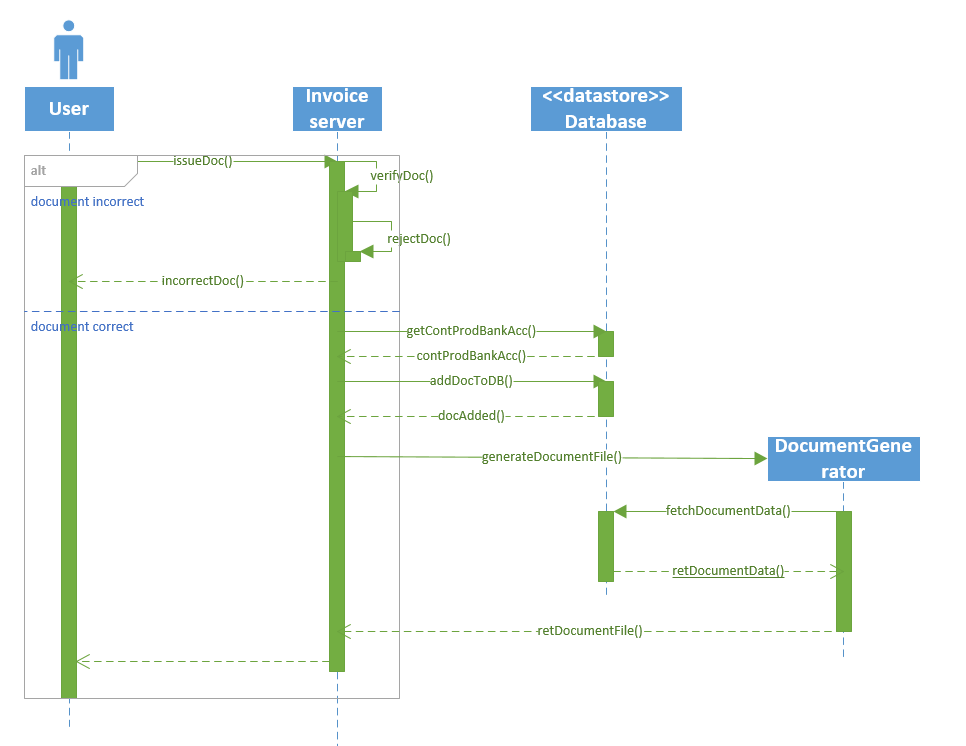 User
Invoice
server
<<datastore>>
Database
alt
issueDoc()
verifyDoc()
document incorrect
rejectDoc()
incorrectDoc()
document correct
getContProdBankAcc()
contProdBankAcc()
addDocToDB()
docAdded()
DocumentGene
rator
generateDocumentFile()
fetchDocumentData()
retDocumentData()
retDocumentFile()